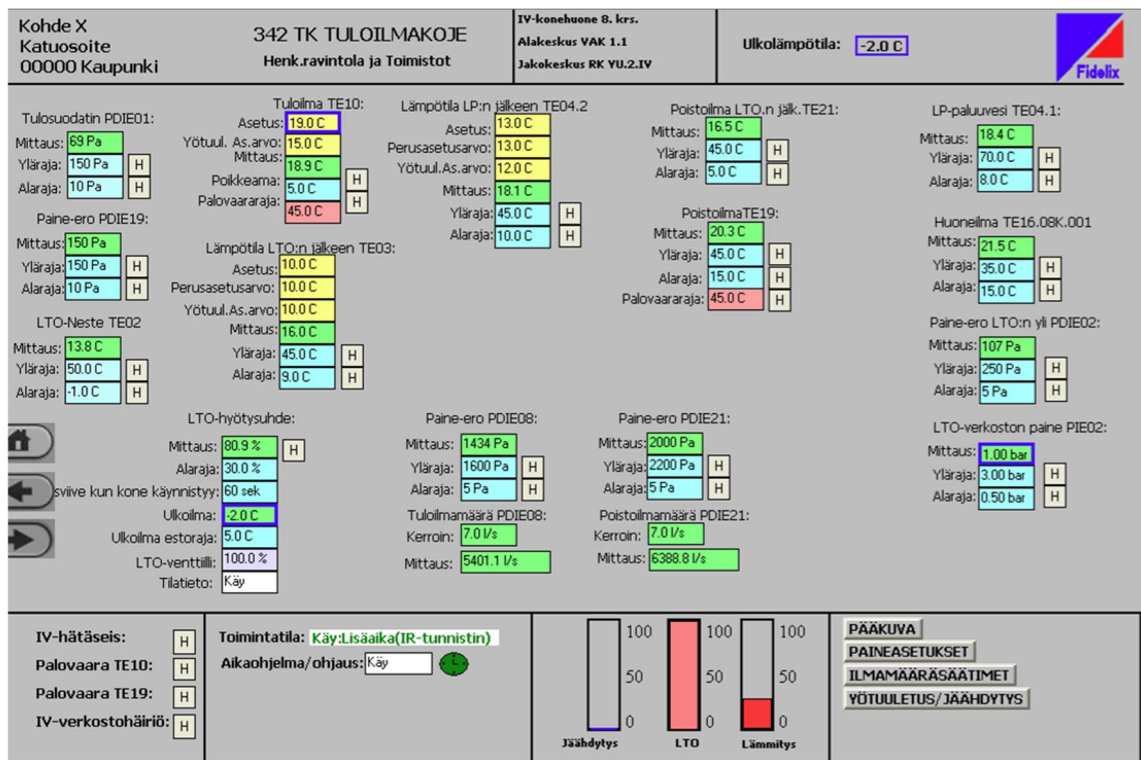 Kohde X
Katuosoite
00000 Kaupunki
342 TK TULOILMAKOJE
Henk.ravintola ja Toimistot
IV-konehuone 8. krs.
Alakeskus VAK 1.1
Jakokeskus RK YU.2.IV
Ulkolämpötila: -2.0 C
Fidelix
Tulosuodatin PDIE01:
Mittaus: 69 Pa
Yläraja: 150 Pa H
Alaraja: 10 Pa H
Paine-ero PDIE19:
Mittaus: 150 Pa
Yläraja: 150 Pa H
Alaraja: 10 Pa H
LTO-Neste TE02
Mittaus: 13.8 C
Yläraja: 50.0 C H
Alaraja: -1.0 C H
Tuloilma TE10:
Asetus: 19.0 C
Yötuul. As.arvo: 15.0 C
Mittaus: 18.9 C
Poikkeama: 5.0 C H
Palovaararaja: 45.0 C H
Lämpötila LTO:n jälkeen TE03:
Asetus: 10.0 C
Perusasetusarvo: 10.0 C
Yötuul.As.arvo: 10.0 C
Mittaus: 16.0 C
Yläraja: 45.0 C H
Alaraja: 9.0 C H
Lämpötila LP:n jälkeen TE04.2
Asetus: 13.0 C
Perusasetusarvo: 13.0 C
Yötuul.As.arvo: 12.0 C
Mittaus: 18.1 C
Yläraja: 45.0 C H
Alaraja: 10.0 C H
Poistoilma LTO.n jälk.TE21:
Mittaus: 16.5 C
Yläraja: 45.0 C H
Alaraja: 5.0 C H
PoistoilmaTE19:
Mittaus: 20.3 C
Yläraja: 45.0 C H
Alaraja: 15.0 C H
Palovaararaja: 45.0 C H
LP-paluuvesi TE04.1:
Mittaus: 18.4 C
Yläraja: 70.0 C H
Alaraja: 8.0 C H
Huoneilma TE16.08K.001
Mittaus: 21.5 C
Yläraja: 35.0 C H
Alaraja: 15.0 C H
Paine-ero LTO:n yli PDIE02:
Mittaus: 107 Pa
Yläraja: 250 Pa H
Alaraja: 5 Pa H
LTO-verkoston paine PIE02:
Mittaus: 1.00 bar
Yläraja: 3.00 bar H
Alaraja: 0.50 bar H
LTO-hyötysuhde:
Mittaus: 80.9 % H
Alaraja: 30.0 %
sviive kun kone käynnistyy: 60 sek
Ulkoilma: -2.0 C
Ulkoilma estoraja: 5.0 C
LTO-venttiilli: 100.0 %
Tilatieto: Käy
Paine-ero PDIE08:
Mittaus: 1434 Pa
Yläraja: 1600 Pa H
Alaraja: 5 Pa H
Tuloilmamäärä PDIE08:
Kerroin: 7.0 l/s
Mittaus: 5401.1 l/s
Paine-ero PDIE21:
Mittaus: 2000 Pa
Yläraja: 2200 Pa H
Alaraja: 5 Pa H
Poistoilmamäärä PDIE21:
Kerroin: 7.0 l/s
Mittaus: 6388.8 l/s
IV-hätäseis: H
Palovaara TE10: H
Palovaara TE19: H
IV-verkostohäiriö: H
Toimintatila: Käy:Lisäaika(IR-tunnistin)
Aikaohjelma/ohjaus: Käy
100 100 100
50 50 50
0 0 0
Jäähdytys LTO Lämmitys
PÄÄKUVA
PAINEASETUKSET
ILMAMÄÄRÄSÄÄTIMET
YÖTUULETUS/JÄÄHDYTYS